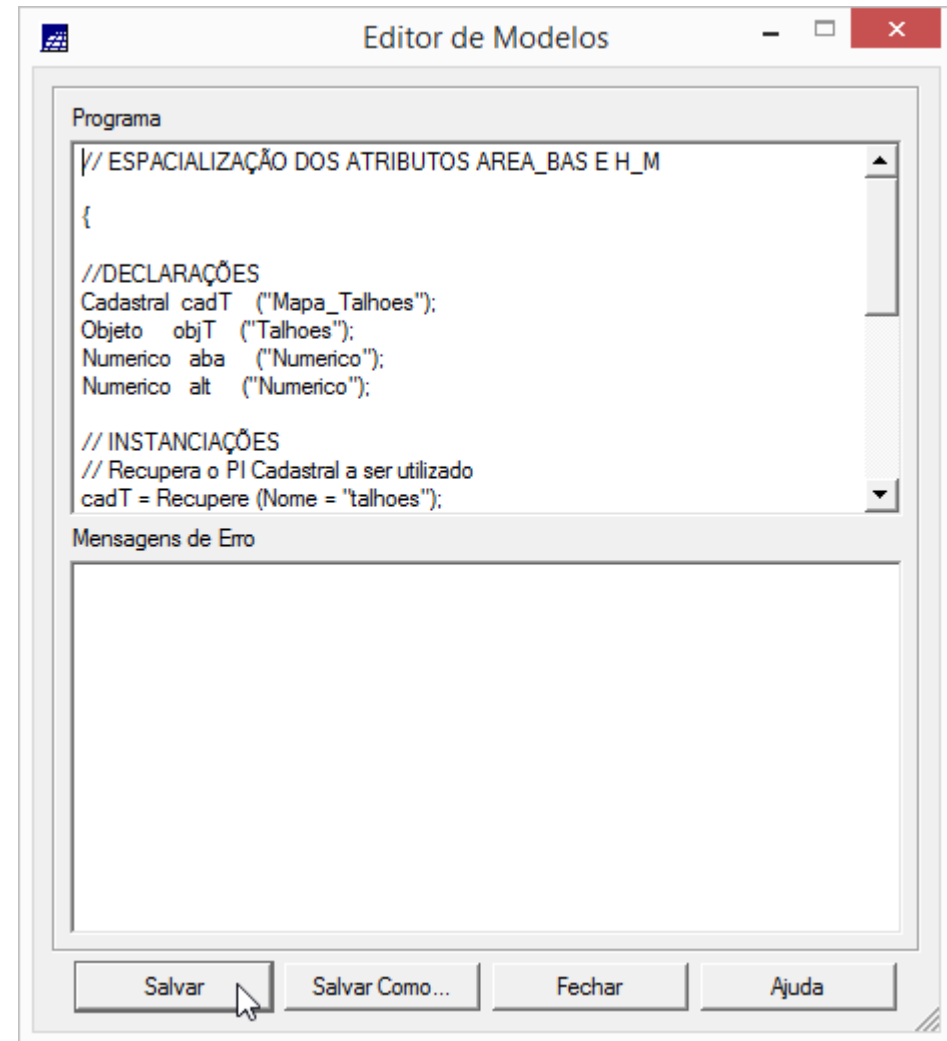 Editor de Modelos
Programa
// ESPACIALIZAÇÃO DOS ATRIBUTOS AREA_BAS E H_M
{
//DECLARAÇÕES
Cadastral cadT ("Mapa_Talhoes");
Objeto objT ("Talhoes");
Numerico aba ("Numerico");
Numerico alt ("Numerico");
// INSTANCIAÇÕES
// Recupera o PI Cadastral a ser utilizado
cadT = Recupere (Nome = "talhoes");
Mensagens de Erro
Salvar Salvar Como... Fechar Ajuda